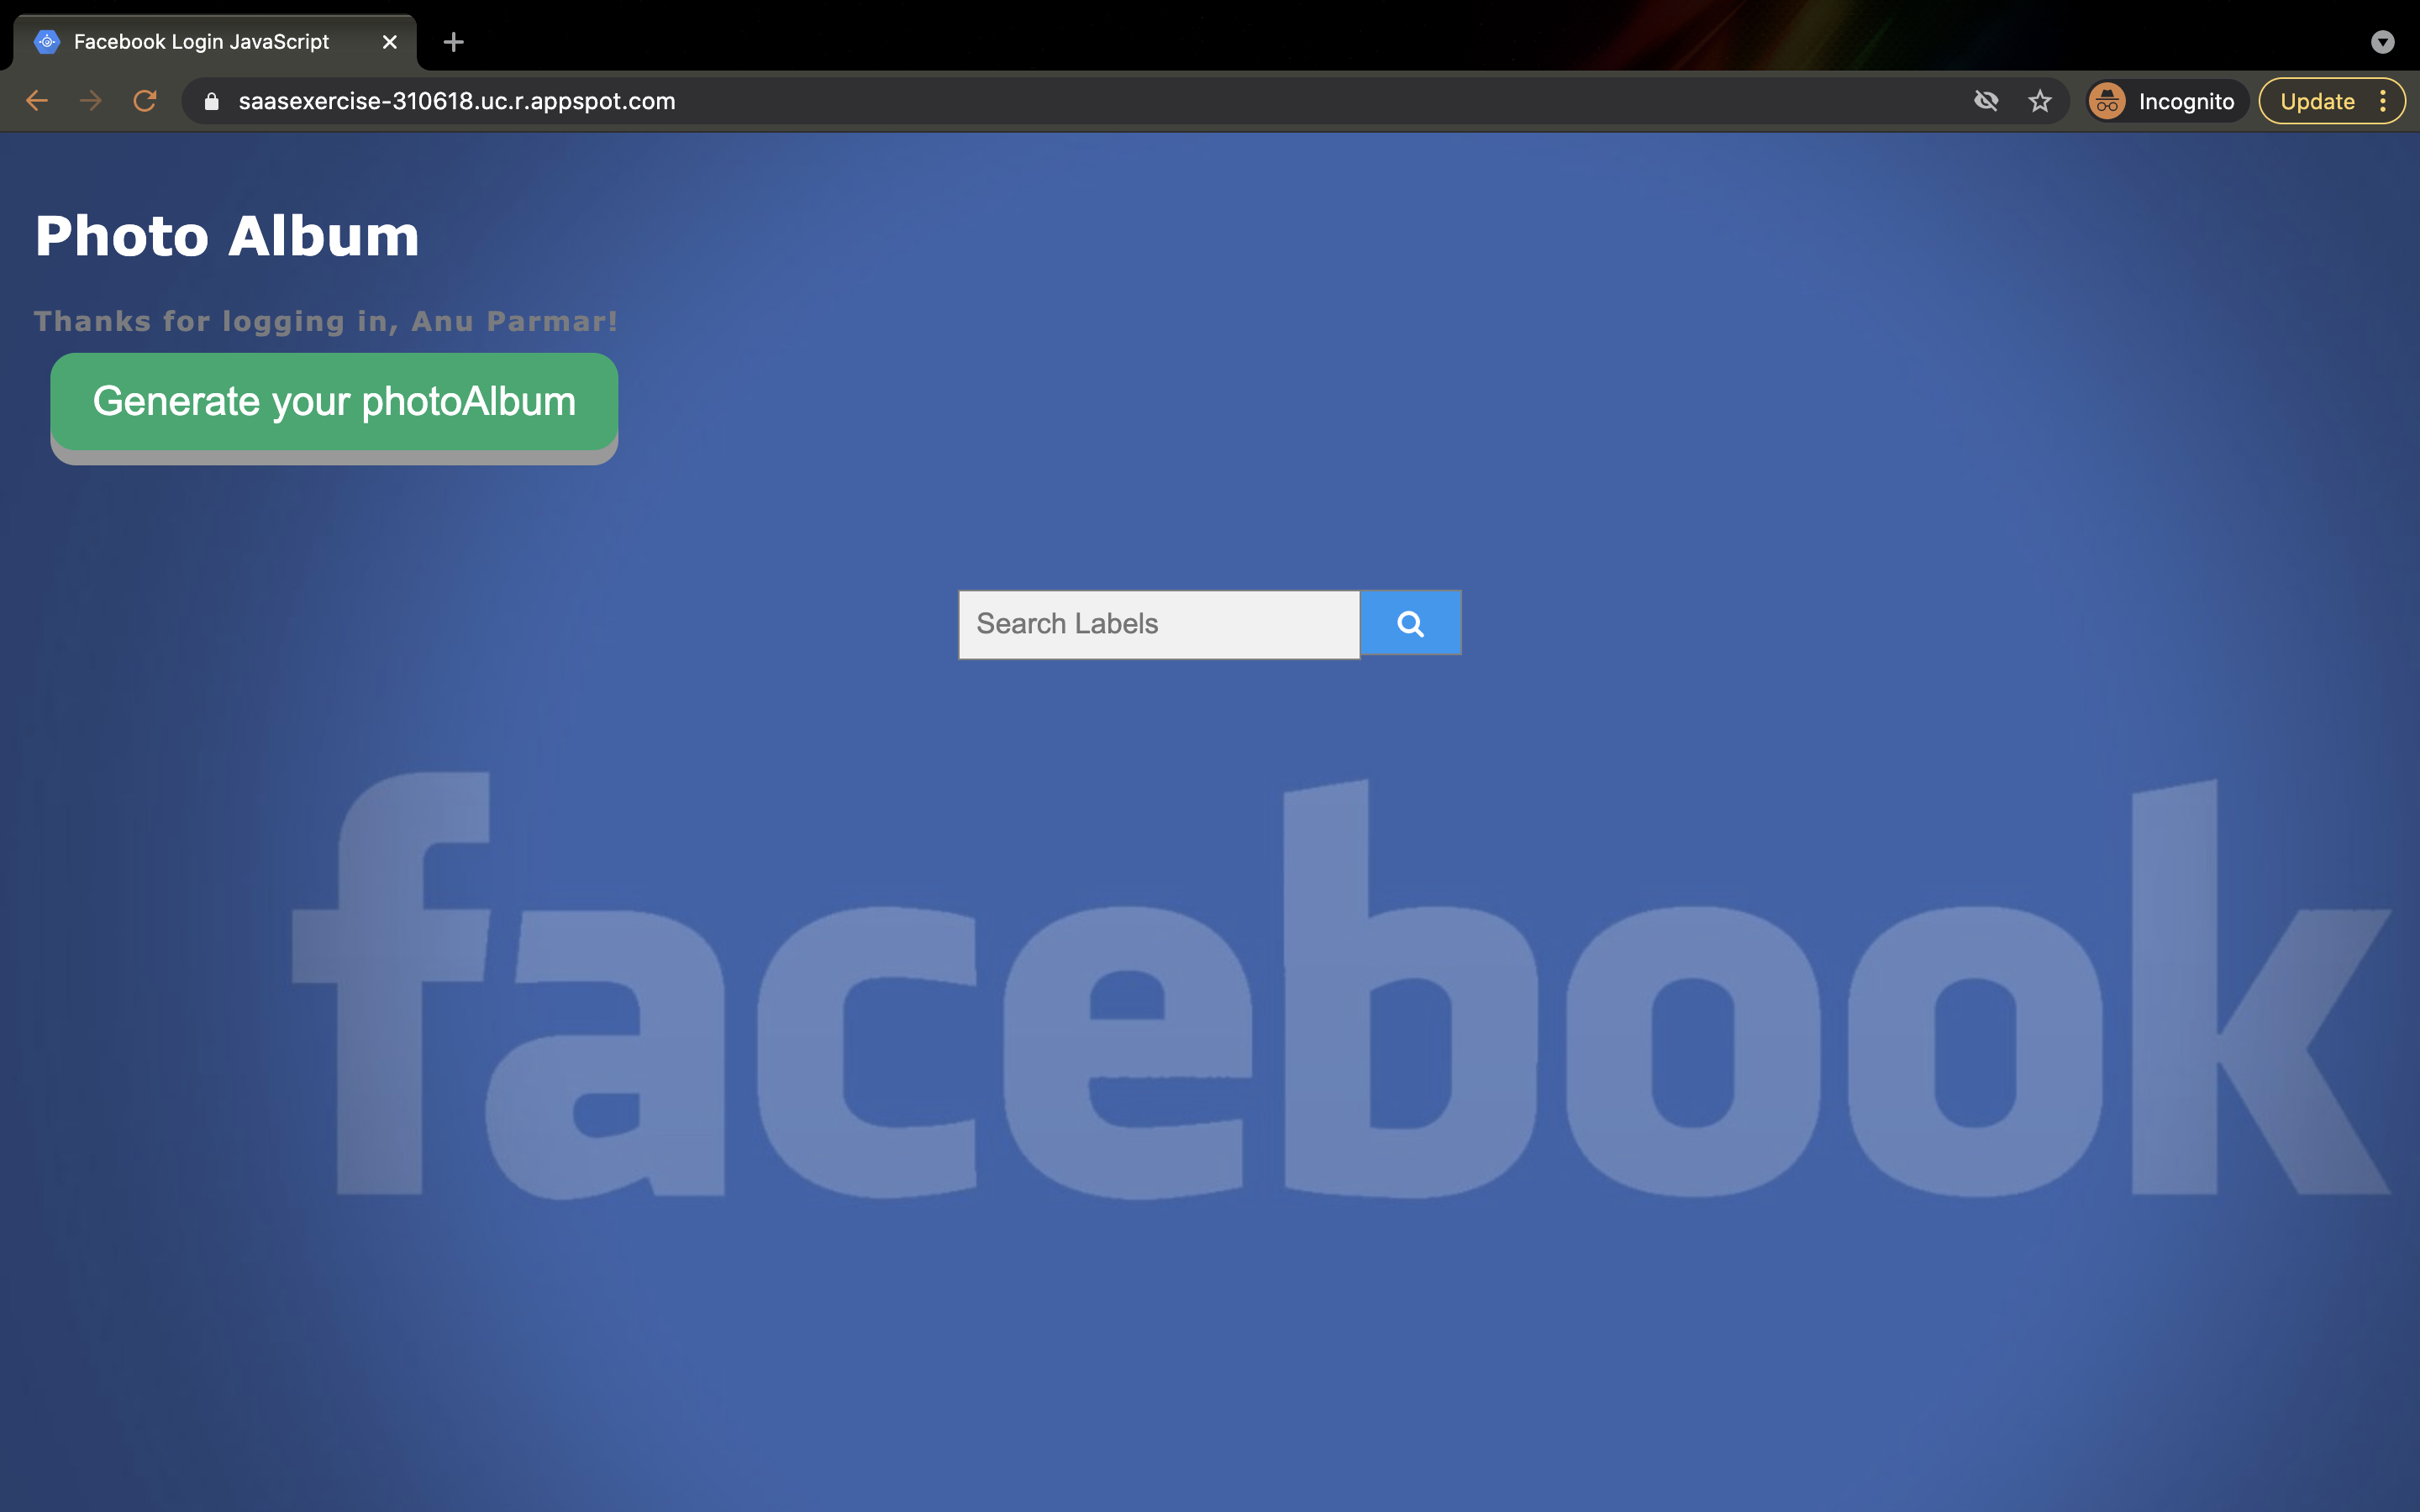 Facebook Login JavaScript
saasexercise-310618.uc.r.appspot.com
Incognito
Update
Photo Album
Thanks for logging in, Anu Parmar!
Generate your photoAlbum
Search Labels
facebook